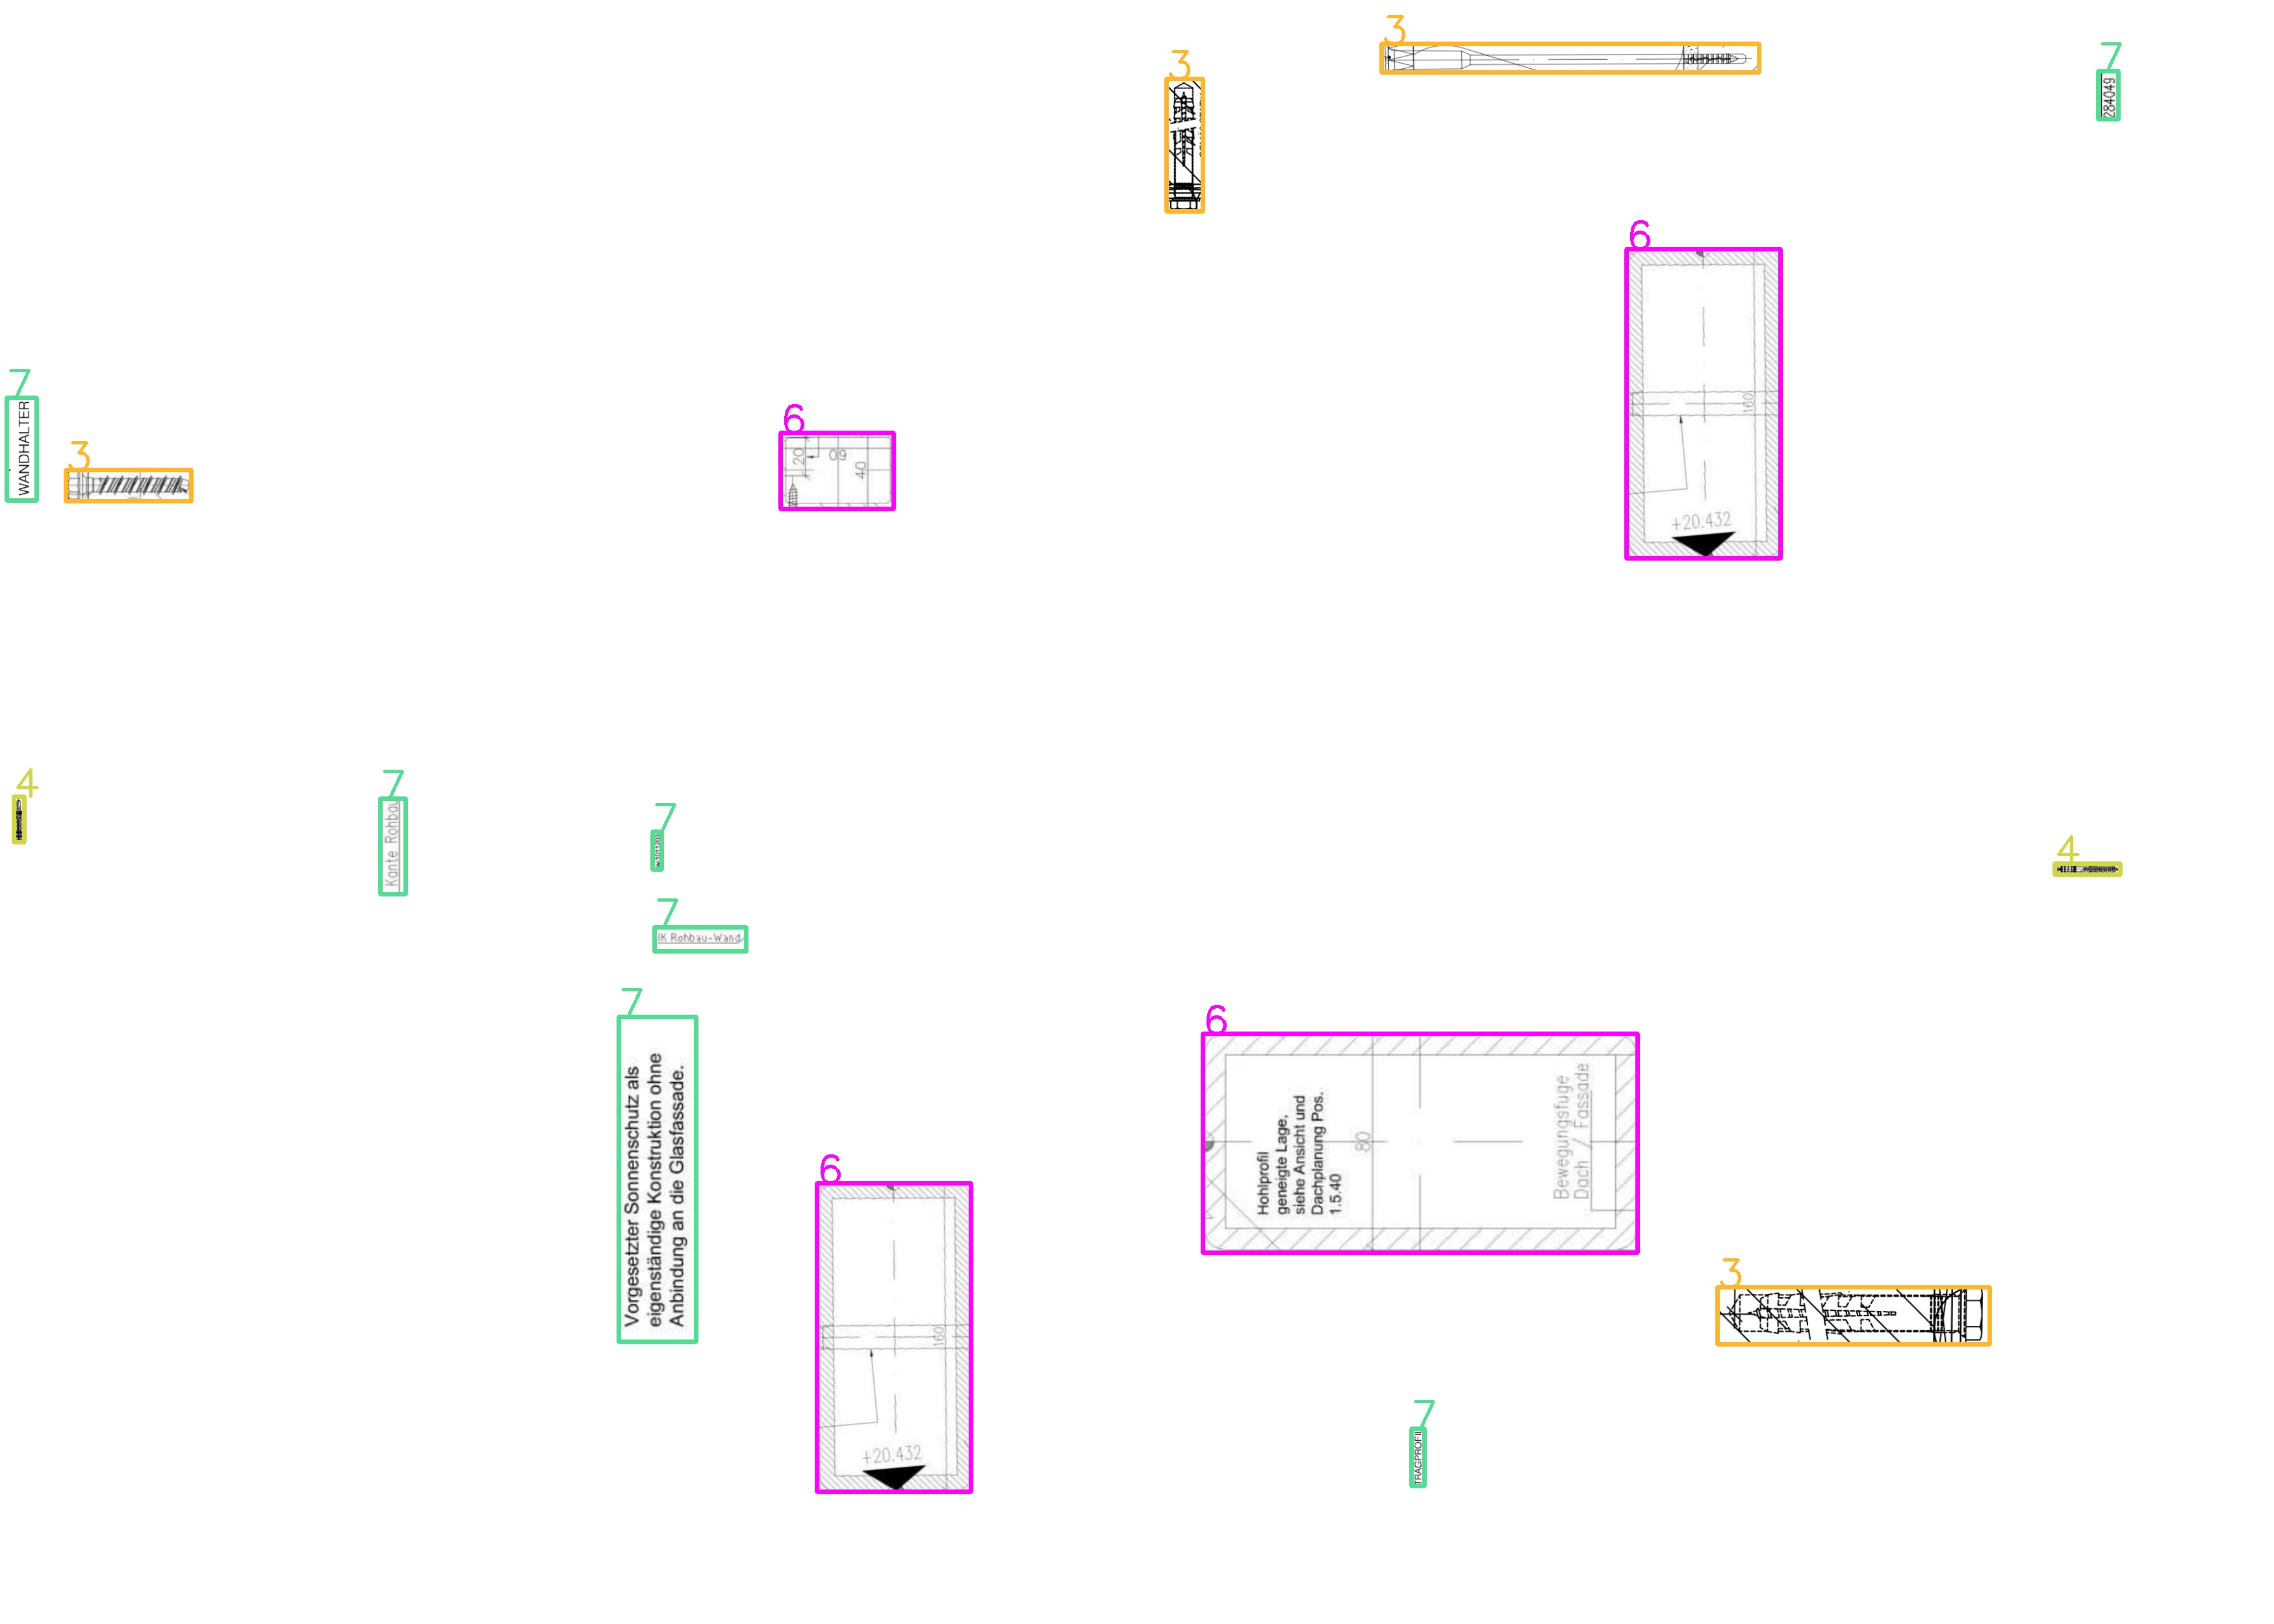 3
3
7
284049
6
160
+20.432
7
WANDHALTER
3
6
20
60
40
4
7
Kante Rohbau
7
4
7
IK Rohbau-Wand
7
Vorgesetzter Sonnenschutz als
eigenständige Konstruktion ohne
Anbindung an die Glasfassade.
6
Hohlprofil
geneigte Lage,
siehe Ansicht und
Dachplanung Pos.
1.5.40
80
Bewegungsfuge
Dach / Fassade
6
160
+20.432
3
7
TRAGPROFIL